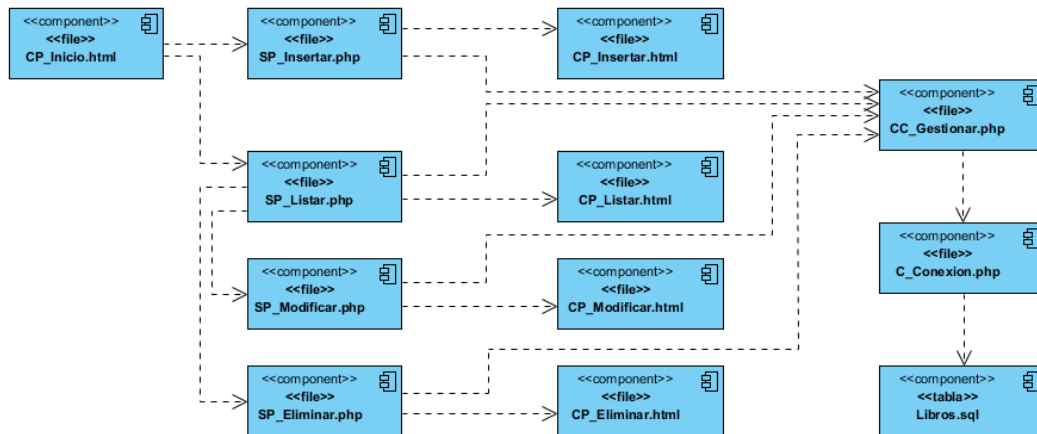 <<component>>
<<file>>
CP_Inicio.html
<<component>>
<<file>>
SP_Insertar.php
<<component>>
<<file>>
CP_Insertar.html
<<component>>
<<file>>
CC_Gestionar.php
<<component>>
<<file>>
SP_Listar.php
<<component>>
<<file>>
CP_Listar.html
<<component>>
<<file>>
C_Conexion.php
<<component>>
<<file>>
SP_Modificar.php
<<component>>
<<file>>
CP_Modificar.html
<<component>>
<<file>>
SP_Eliminar.php
<<component>>
<<file>>
CP_Eliminar.html
<<component>>
<<tabla>>
Libros.sql